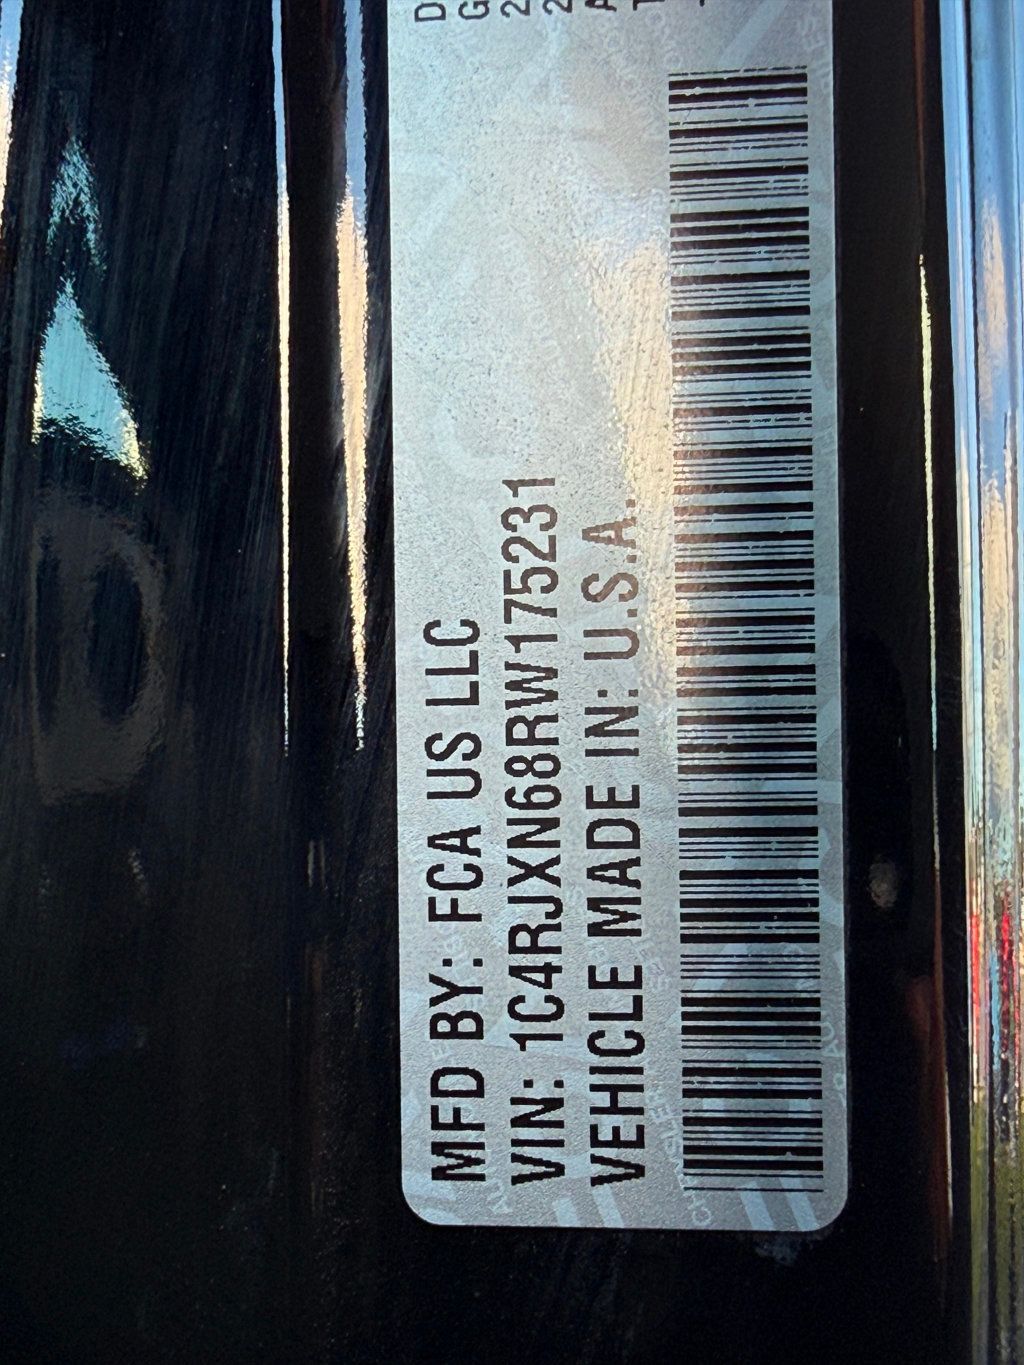 MFD BY: FCA US LLC
VIN: 1C4RJXN68RW175231
VEHICLE MADE IN: U.S.A.